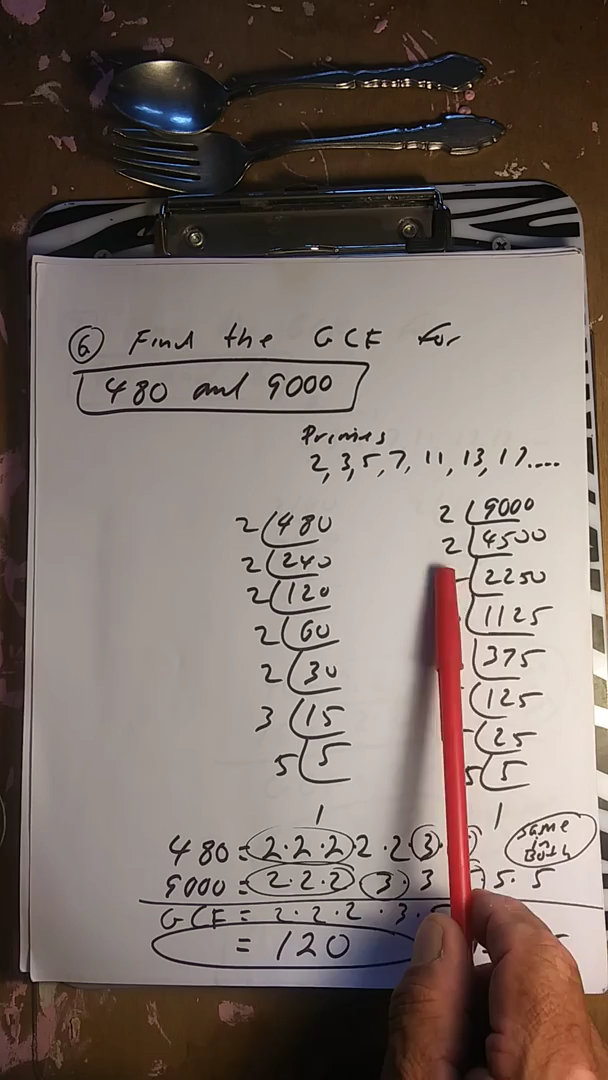 6 Find the GCF for
480 and 9000
Primes
2, 3, 5, 7, 11, 13, 17....
2 480
2 240
2 120
2 60
2 30
3 15
5 5
1
2 9000
2 4500
2250
1125
375
125
25
5 5
1
480 = 2·2·2·2·2·3·
9000 = 2·2·2·3·3 ·5·5
same in Both
GCF = 2·2·2·3·
= 120